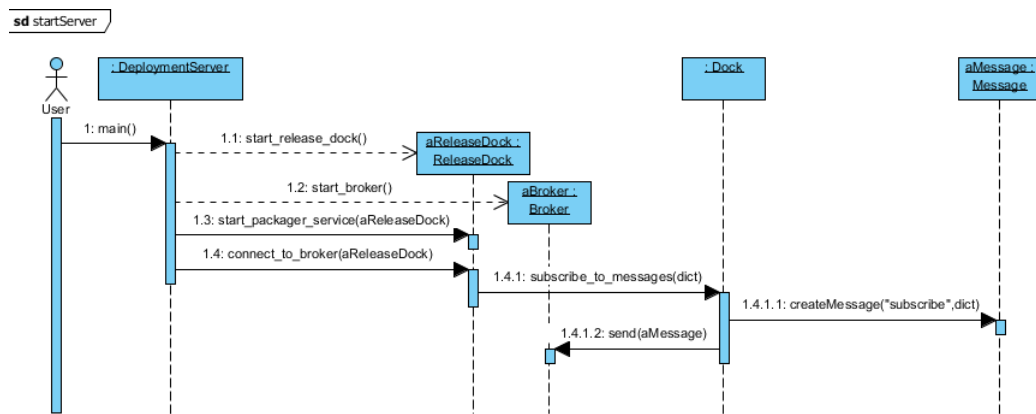 sd startServer
: DeploymentServer
: Dock
aMessage :
Message
User
1: main()
1.1: start_release_dock()
aReleaseDock :
ReleaseDock
1.2: start_broker()
aBroker :
Broker
1.3: start_packager_service(aReleaseDock)
1.4: connect_to_broker(aReleaseDock)
1.4.1: subscribe_to_messages(dict)
1.4.1.1: createMessage("subscribe",dict)
1.4.1.2: send(aMessage)